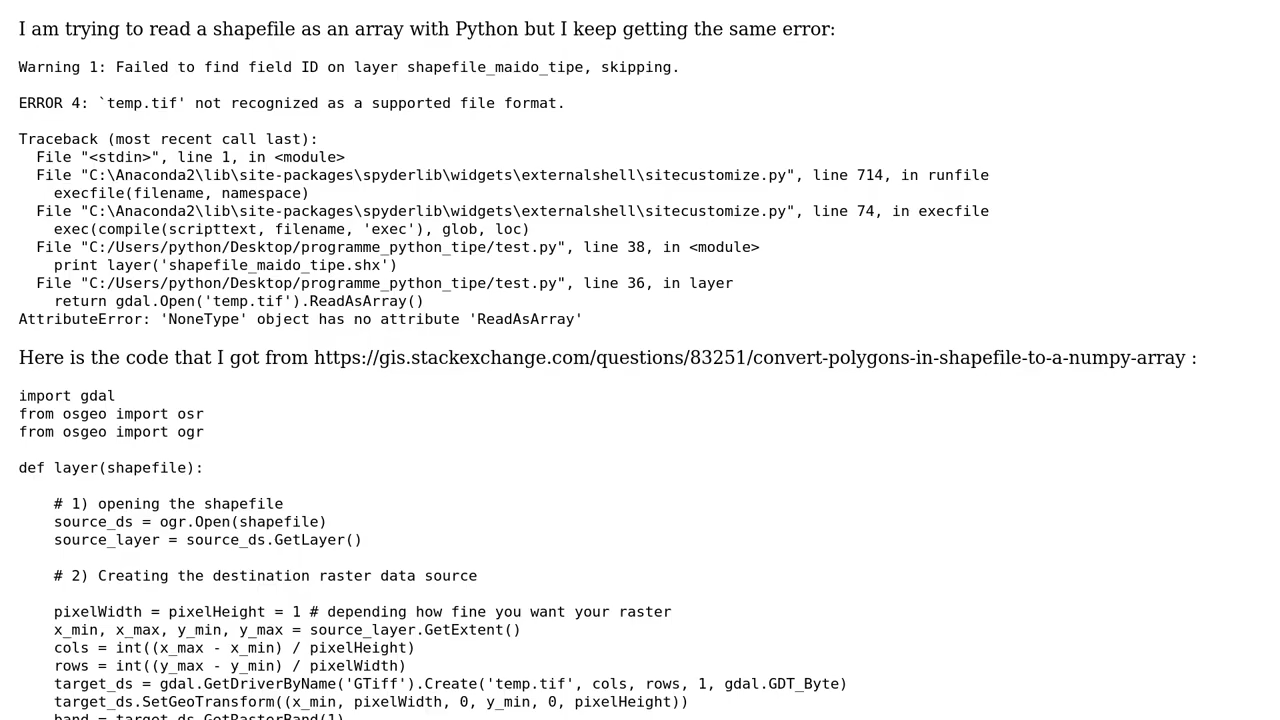 I am trying to read a shapefile as an array with Python but I keep getting the same error:
Warning 1: Failed to find field ID on layer shapefile_maido_tipe, skipping.
ERROR 4: `temp.tif' not recognized as a supported file format.
Traceback (most recent call last):
  File "<stdin>", line 1, in <module>
  File "C:\Anaconda2\lib\site-packages\spyderlib\widgets\externalshell\sitecustomize.py", line 714, in runfile
    execfile(filename, namespace)
  File "C:\Anaconda2\lib\site-packages\spyderlib\widgets\externalshell\sitecustomize.py", line 74, in execfile
    exec(compile(scripttext, filename, 'exec'), glob, loc)
  File "C:/Users/python/Desktop/programme_python_tipe/test.py", line 38, in <module>
    print layer('shapefile_maido_tipe.shx')
  File "C:/Users/python/Desktop/programme_python_tipe/test.py", line 36, in layer
    return gdal.Open('temp.tif').ReadAsArray()
AttributeError: 'NoneType' object has no attribute 'ReadAsArray'
Here is the code that I got from https://gis.stackexchange.com/questions/83251/convert-polygons-in-shapefile-to-a-numpy-array :
import gdal
from osgeo import osr
from osgeo import ogr
def layer(shapefile):
    # 1) opening the shapefile
    source_ds = ogr.Open(shapefile)
    source_layer = source_ds.GetLayer()
    # 2) Creating the destination raster data source
    pixelWidth = pixelHeight = 1 # depending how fine you want your raster
    x_min, x_max, y_min, y_max = source_layer.GetExtent()
    cols = int((x_max - x_min) / pixelHeight)
    rows = int((y_max - y_min) / pixelWidth)
    target_ds = gdal.GetDriverByName('GTiff').Create('temp.tif', cols, rows, 1, gdal.GDT_Byte)
    target_ds.SetGeoTransform((x_min, pixelWidth, 0, y_min, 0, pixelHeight))
    band = target_ds.GetRasterBand(1)